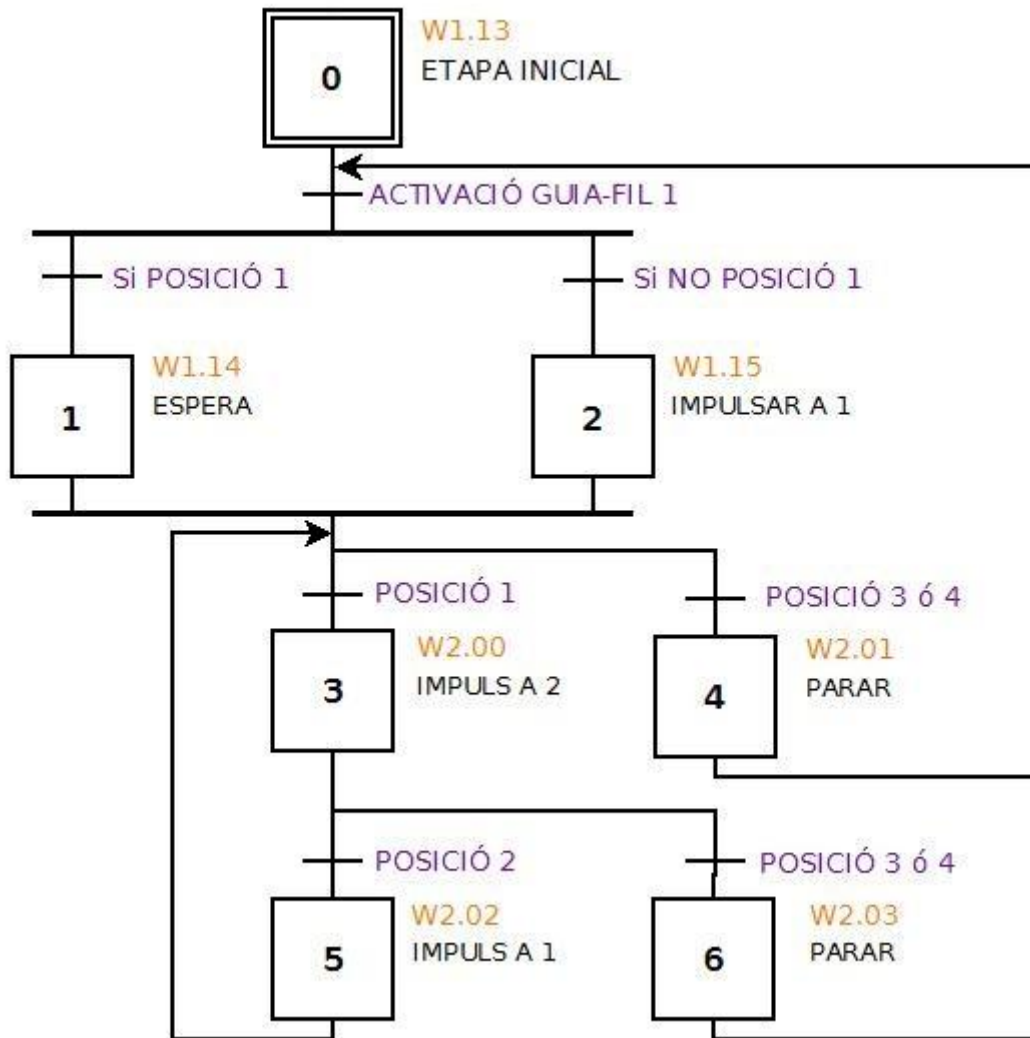 W1.13
ETAPA INICIAL
0
ACTIVACIÓ GUIA-FIL 1
Si POSICIÓ 1
Si NO POSICIÓ 1
W1.14
ESPERA
1
W1.15
IMPULSAR A 1
2
POSICIÓ 1
POSICIÓ 3 ó 4
W2.00
IMPULS A 2
3
W2.01
PARAR
4
POSICIÓ 2
POSICIÓ 3 ó 4
W2.02
IMPULS A 1
5
W2.03
PARAR
6